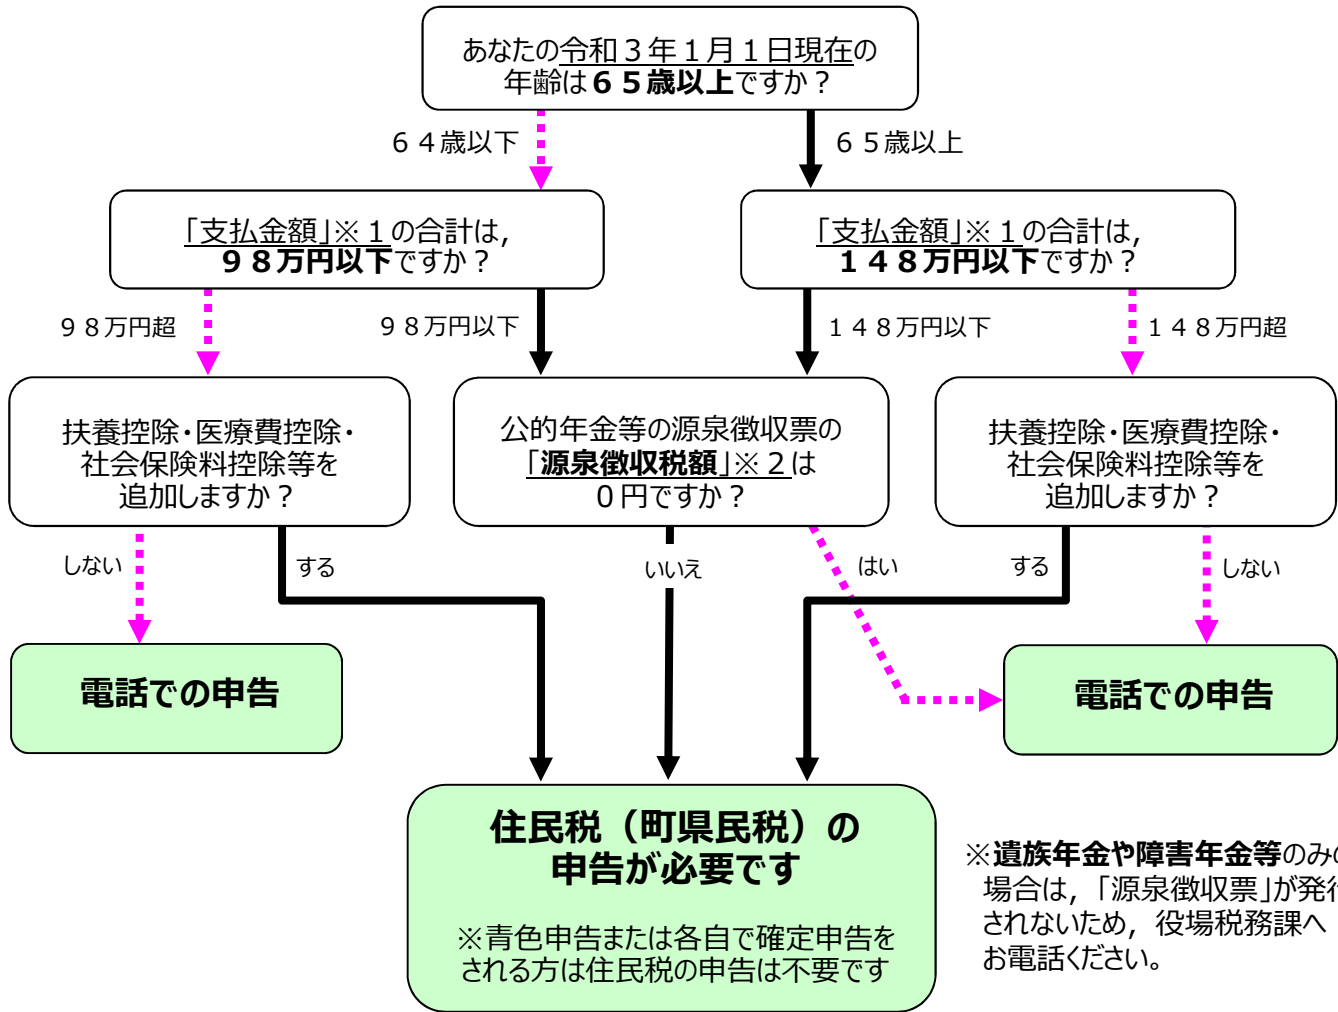 あなたの令和３年１月１日現在の
年齢は６５歳以上ですか？
６４歳以下
６５歳以上
「支払金額」※１の合計は，
９８万円以下ですか？
「支払金額」※１の合計は，
１４８万円以下ですか？
９８万円超
９８万円以下
１４８万円以下
１４８万円超
扶養控除・医療費控除・
社会保険料控除等を
追加しますか？
公的年金等の源泉徴収票の
「源泉徴収税額」※２は
０円ですか？
扶養控除・医療費控除・
社会保険料控除等を
追加しますか？
しない
する
いいえ
はい
する
しない
電話での申告
電話での申告
住民税（町県民税）の
申告が必要です
※青色申告または各自で確定申告を
される方は住民税の申告は不要です
※遺族年金や障害年金等のみの
場合は，「源泉徴収票」が発行
されないため，役場税務課へ
お電話ください。